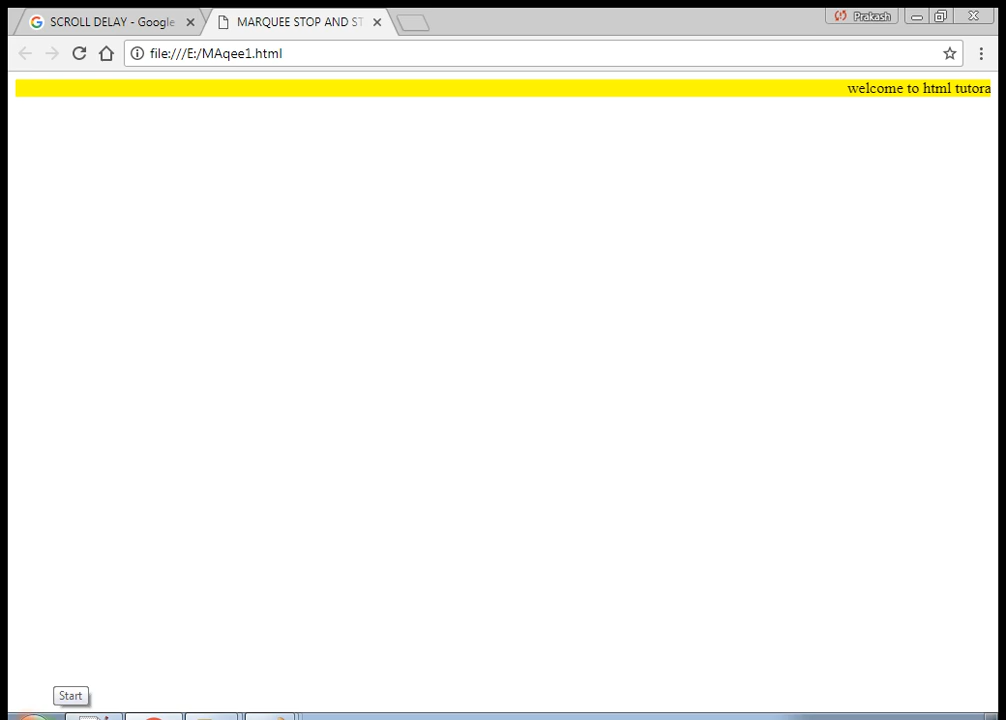 SCROLL DELAY - Google
MARQUEE STOP AND ST
Prakash
file:///E:/MAqee1.html
welcome to html tutora
Start